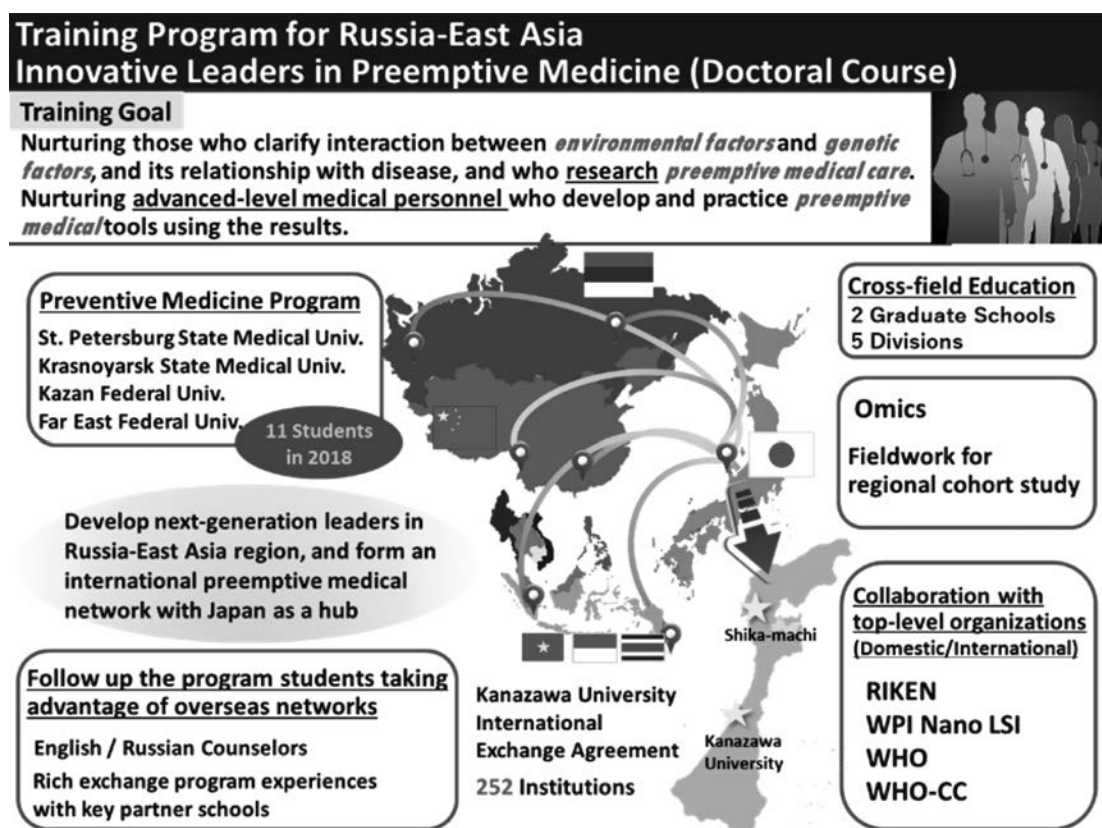 Training Program for Russia-East Asia
Innovative Leaders in Preemptive Medicine (Doctoral Course)
Training Goal
Nurturing those who clarify interaction between environmental factors and genetic
factors, and its relationship with disease, and who research preemptive medical care.
Nurturing advanced-level medical personnel who develop and practice preemptive
medical tools using the results.
Preventive Medicine Program
St. Petersburg State Medical Univ.
Krasnoyarsk State Medical Univ.
Kazan Federal Univ.
Far East Federal Univ.
11 Students
in 2018
Develop next-generation leaders in
Russia-East Asia region, and form an
international preemptive medical
network with Japan as a hub
Follow up the program students taking
advantage of overseas networks
English / Russian Counselors
Rich exchange program experiences
with key partner schools
Kanazawa University
International
Exchange Agreement
252 Institutions
Shika-machi
Kanazawa
University
Cross-field Education
2 Graduate Schools
5 Divisions
Omics
Fieldwork for
regional cohort study
Collaboration with
top-level organizations
(Domestic/International)
RIKEN
WPI Nano LSI
WHO
WHO-CC